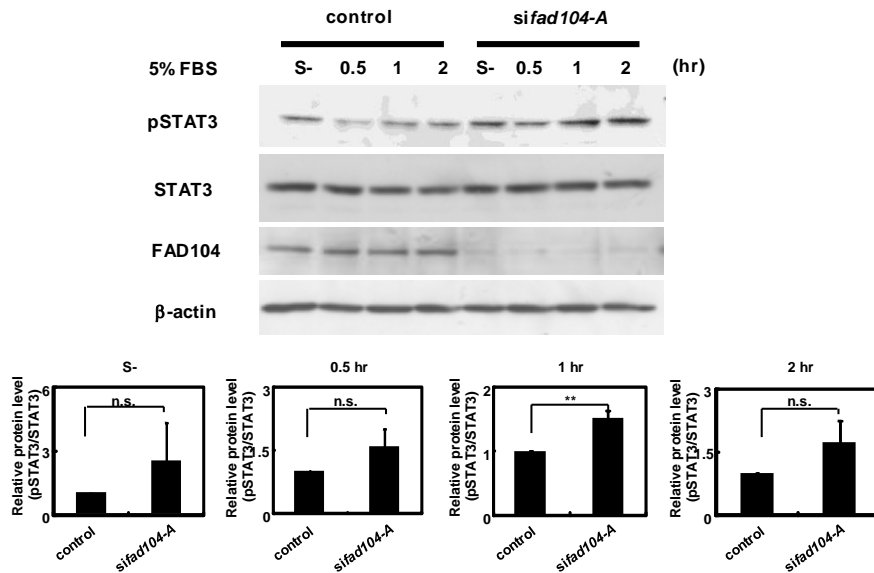 control sifad104-A
5% FBS S- 0.5 1 2 S- 0.5 1 2 (hr)
pSTAT3
STAT3
FAD104
β-actin
S-
Relative protein level
(pSTAT3/STAT3)
6
3
0
n.s.
control sifad104-A
0.5 hr
Relative protein level
(pSTAT3/STAT3)
3
1.5
0
n.s.
control sifad104-A
1 hr
Relative protein level
(pSTAT3/STAT3)
2
1
0
**
control sifad104-A
2 hr
Relative protein level
(pSTAT3/STAT3)
3
1.5
0
n.s.
control sifad104-A